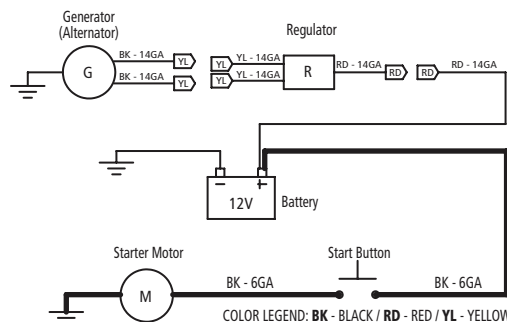 Generator
(Alternator)
Regulator
BK - 14GA
YL
YL
YL - 14GA
G
R
RD - 14GA
RD
RD
RD - 14GA
BK - 14GA
YL
YL
YL - 14GA
- +
12V
Battery
Starter Motor
Start Button
M
BK - 6GA
BK - 6GA
COLOR LEGEND: BK - BLACK / RD - RED / YL - YELLOW